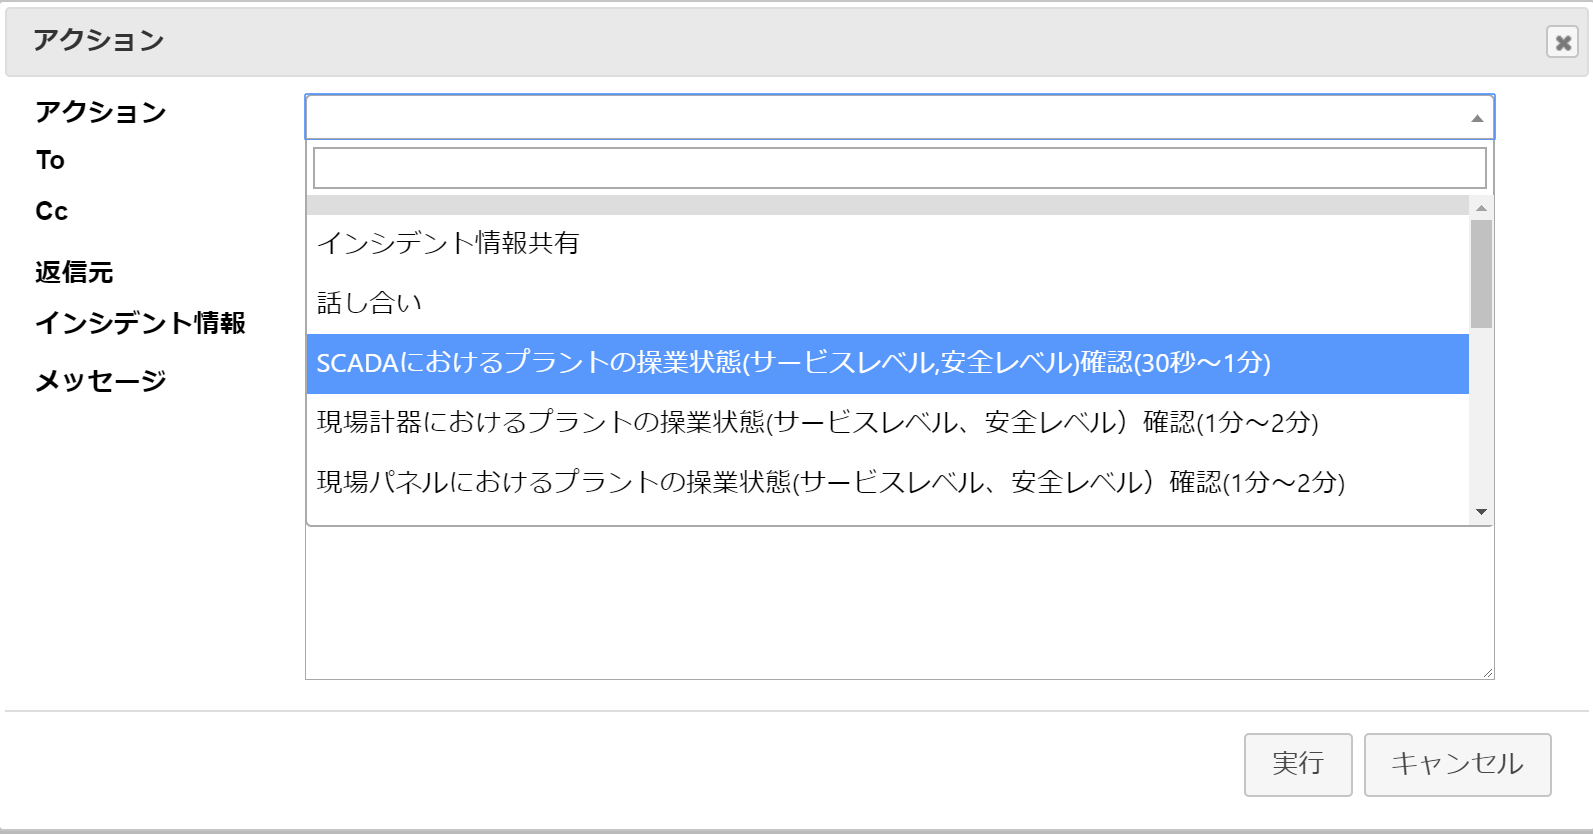 アクション
アクション
To
Cc
返信元
インシデント情報
メッセージ
インシデント情報共有
話し合い
SCADAにおけるプラントの操業状態(サービスレベル,安全レベル)確認(30秒～1分)
現場計器におけるプラントの操業状態(サービスレベル、安全レベル）確認(1分～2分)
現場パネルにおけるプラントの操業状態(サービスレベル、安全レベル）確認(1分～2分)
実行
キャンセル